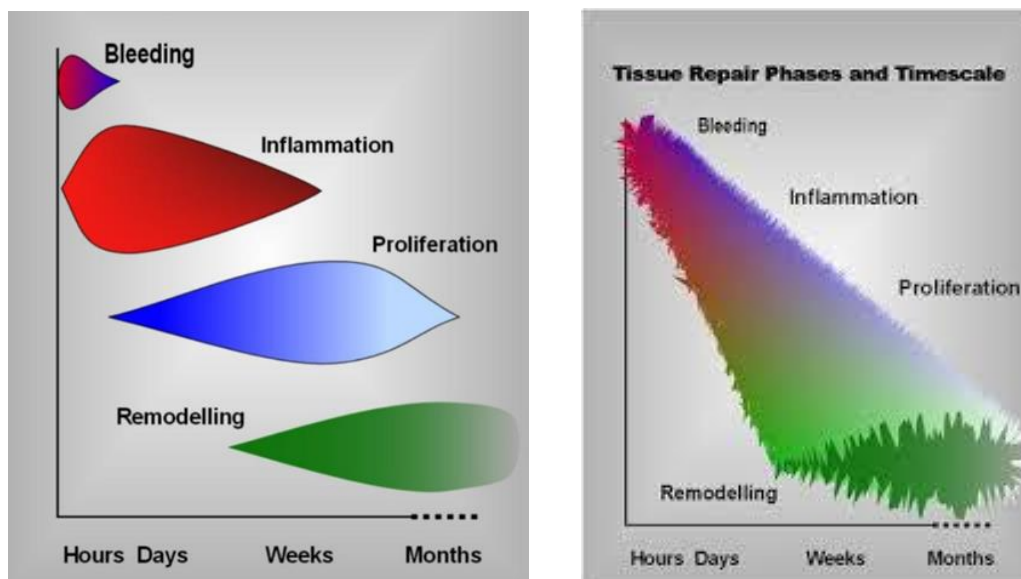 Bleeding
Inflammation
Proliferation
Remodelling
Hours Days Weeks Months
Tissue Repair Phases and Timescale
Bleeding
Inflammation
Proliferation
Remodelling
Hours Days Weeks Months